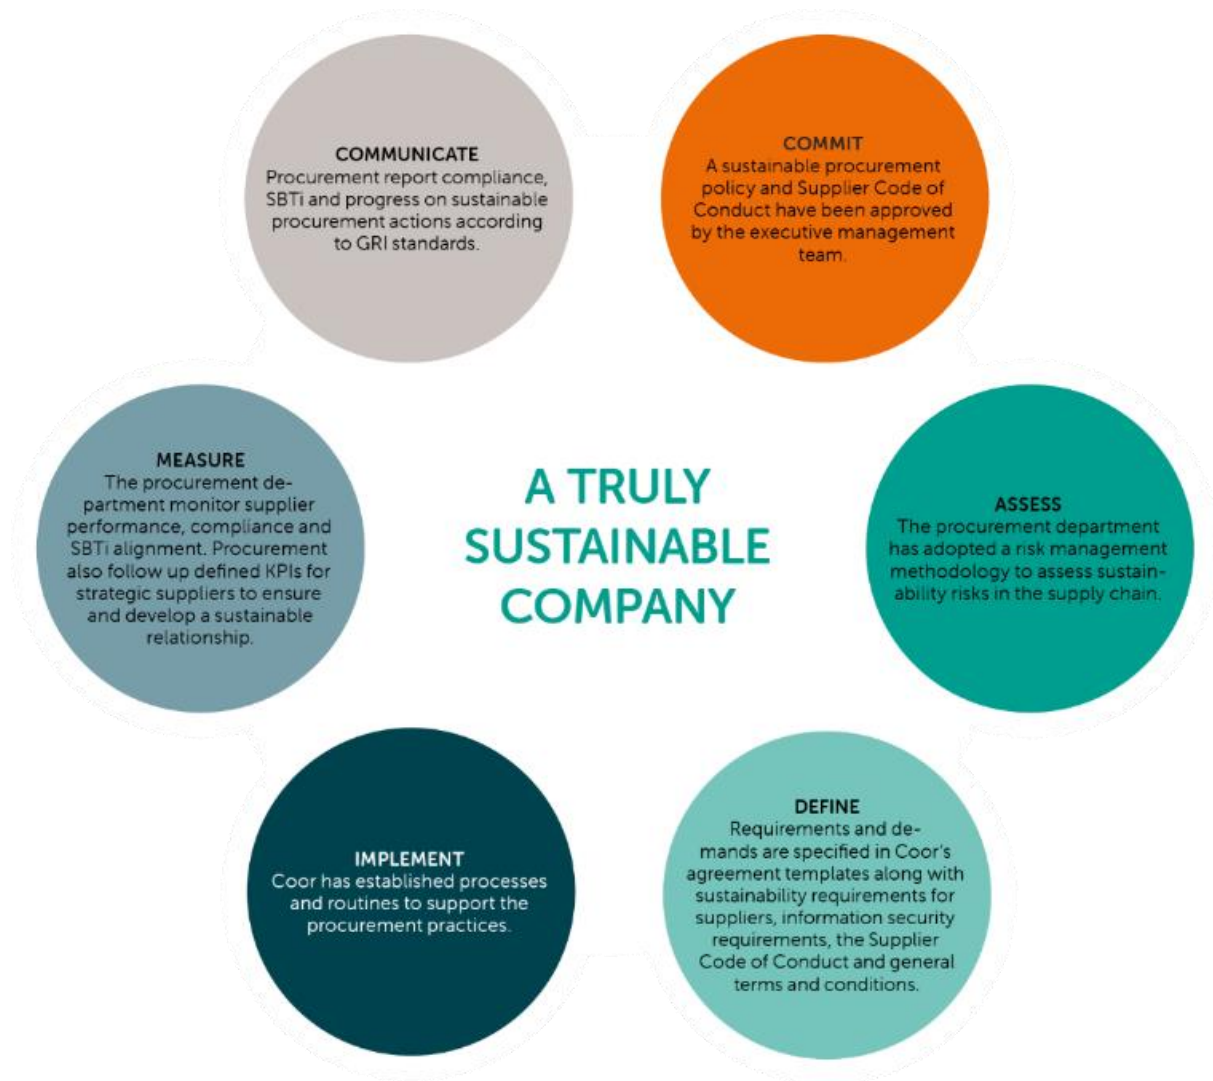 COMMUNICATE
Procurement report compliance,
SBTi and progress on sustainable
procurement actions according
to GRI standards.
COMMIT
A sustainable procurement
policy and Supplier Code of
Conduct have been approved
by the executive management
team.
MEASURE
The procurement de-
partment monitor supplier
performance, compliance and
SBTi alignment. Procurement
also follow up defined KPIs for
strategic suppliers to ensure
and develop a sustainable
relationship.
A TRULY
SUSTAINABLE
COMPANY
ASSESS
The procurement department
has adopted a risk management
methodology to assess sustain-
ability risks in the supply chain.
IMPLEMENT
Coor has established processes
and routines to support the
procurement practices.
DEFINE
Requirements and de-
mands are specified in Coor's
agreement templates along with
sustainability requirements for
suppliers, information security
requirements, the Supplier
Code of Conduct and general
terms and conditions.